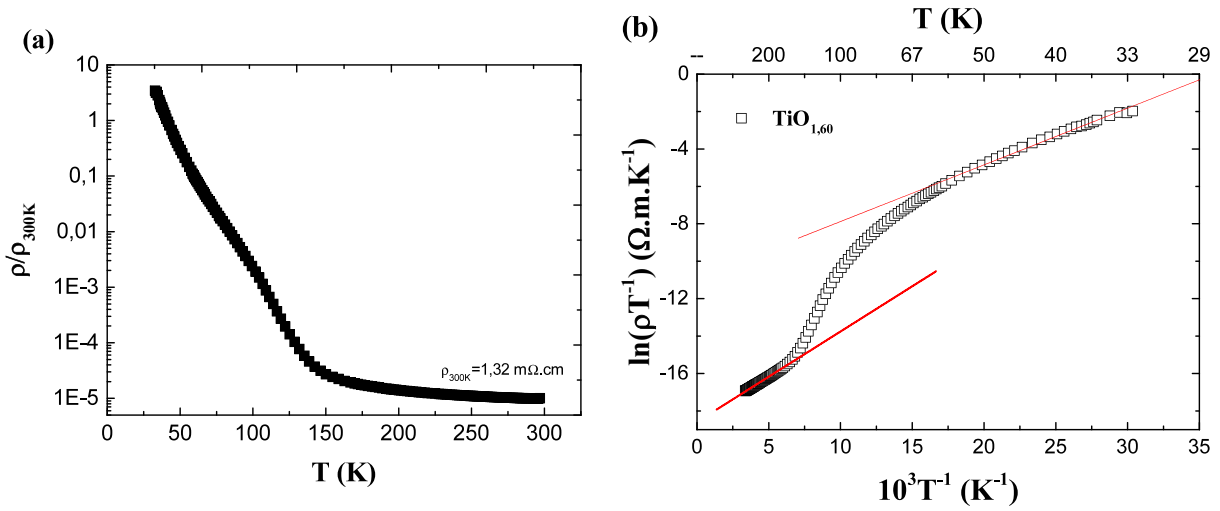 (a)
10
1
0,1
0,01
1E-3
1E-4
1E-5
ρ/ρ300K
ρ300K=1,32 mΩ.cm
0 50 100 150 200 250 300
T (K)
(b)
T (K)
-- 200 100 67 50 40 33 29
0
-4
-8
-12
-16
ln(ρT-1) (Ω.m.K-1)
TiO1,60
0 5 10 15 20 25 30 35
10³T-1 (K-1)